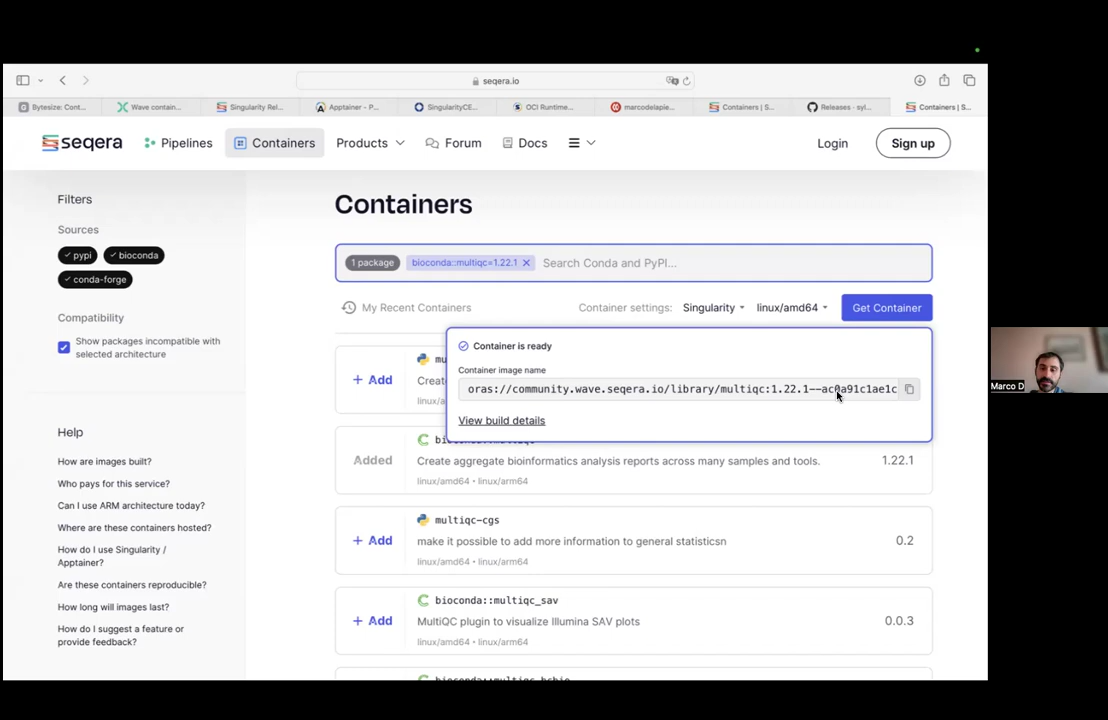 seqera.io
Bytesize: Cont...
Wave contain...
Singularity Rel...
Apptainer - P...
SingularityCE...
OCI Runtime...
marcodelapie...
Containers | S...
Releases · syl...
Containers | S...
seqera
Pipelines
Containers
Products
Forum
Docs
Login
Sign up
Filters
Sources
pypi
bioconda
conda-forge
Compatibility
Show packages incompatible with
selected architecture
Help
How are images built?
Who pays for this service?
Can I use ARM architecture today?
Where are these containers hosted?
How do I use Singularity /
Apptainer?
Are these containers reproducible?
How long will images last?
How do I suggest a feature or
provide feedback?
Containers
1 package
bioconda::multiqc=1.22.1
Search Conda and PyPI...
My Recent Containers
Container settings:
Singularity
linux/amd64
Get Container
Container is ready
Container image name
oras://community.wave.seqera.io/library/multiqc:1.22.1--ac0a91c1ae1c
View build details
+ Add
mu
Creat
linux/a
Added
Create aggregate bioinformatics analysis reports across many samples and tools.
1.22.1
linux/amd64 • linux/arm64
+ Add
multiqc-cgs
make it possible to add more information to general statisticsn
0.2
linux/amd64 • linux/arm64
+ Add
bioconda::multiqc_sav
MultiQC plugin to visualize Illumina SAV plots
0.0.3
linux/amd64 • linux/arm64
Marco D